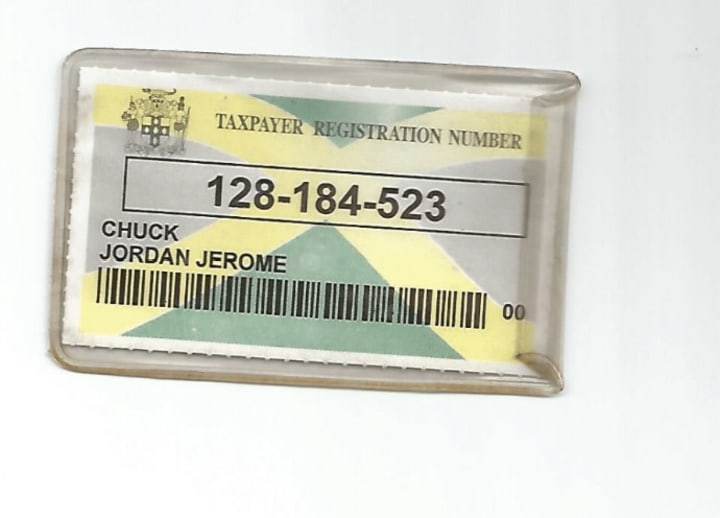 TAXPAYER REGISTRATION NUMBER
128-184-523
CHUCK
JORDAN JEROME
00